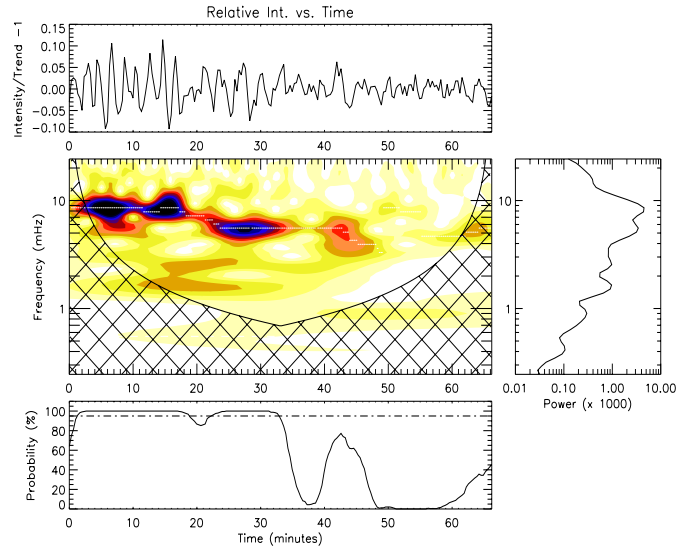 Relative Int. vs. Time
Intensity/Trend -1
0.15
0.10
0.05
0.00
-0.05
-0.10
0 10 20 30 40 50 60
Frequency (mHz)
10
1
0 10 20 30 40 50 60
10
1
0.01 0.10 1.00 10.00
Power (x 1000)
Probability (%)
100
80
60
40
20
0
0 10 20 30 40 50 60
Time (minutes)